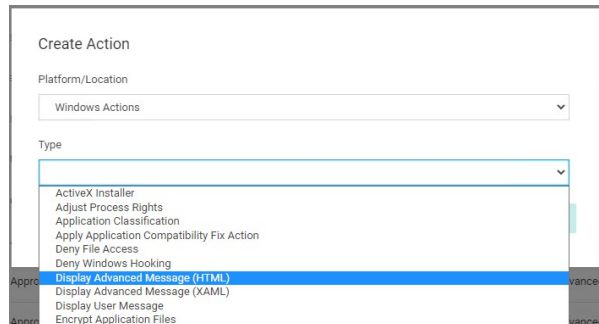 Create Action
Platform/Location
Windows Actions
Type
ActiveX Installer
Adjust Process Rights
Application Classification
Apply Application Compatibility Fix Action
Deny File Access
Deny Windows Hooking
Display Advanced Message (HTML)
Display Advanced Message (XAML)
Display User Message
Encrypt Application Files